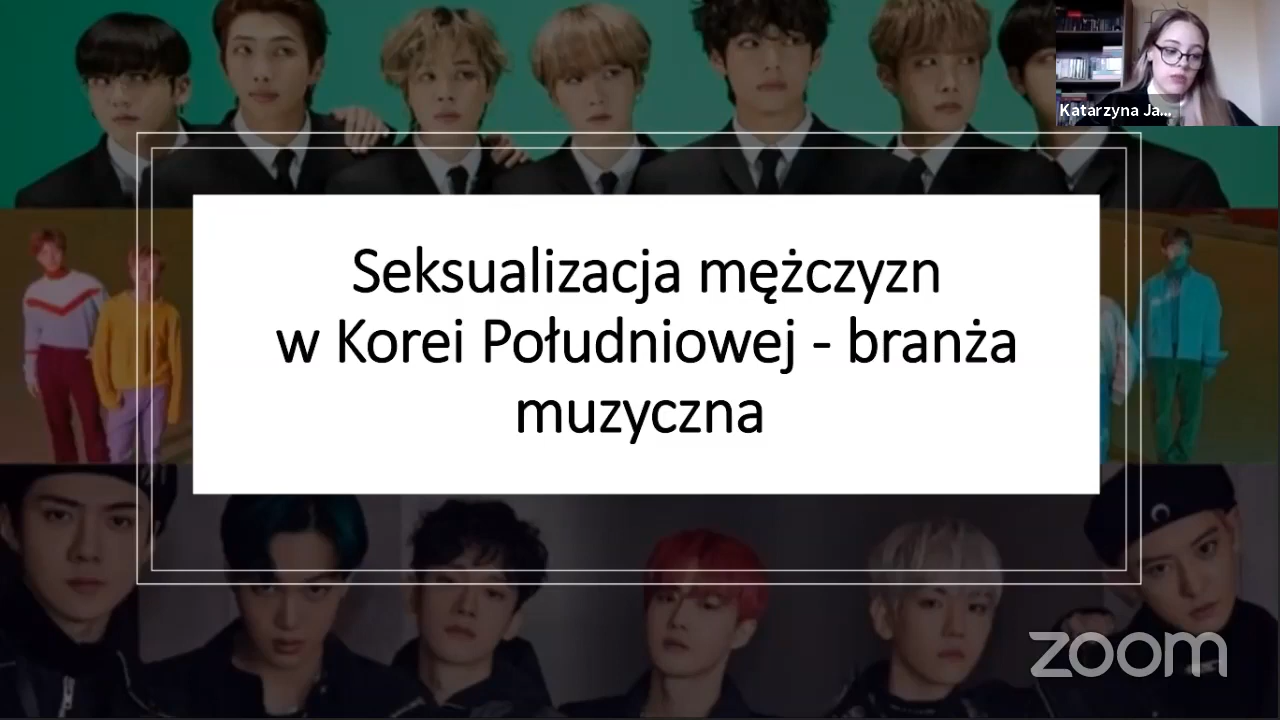 Katarzyna Ja...
Seksualizacja mężczyzn
w Korei Południowej - branża
muzyczna
zoom